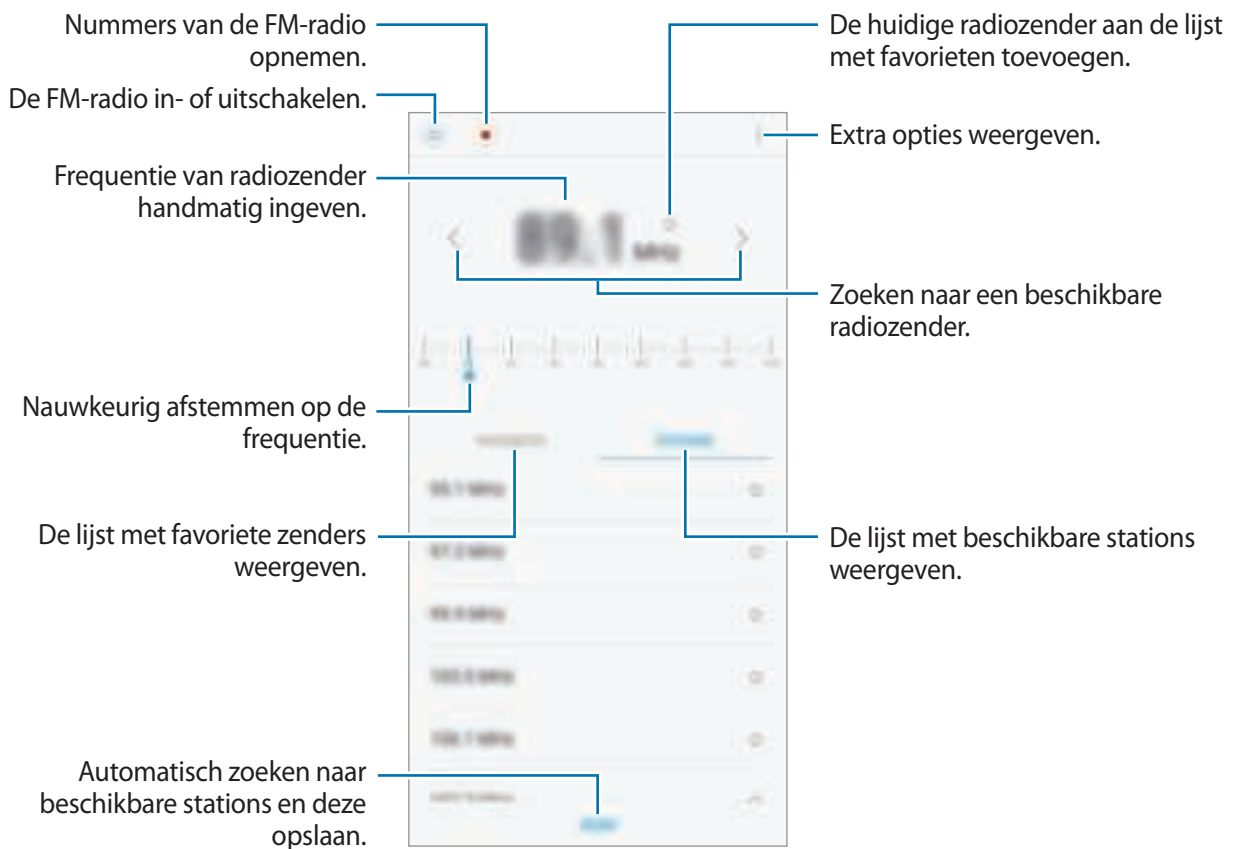 Nummers van de FM-radio
opnemen.
De FM-radio in- of uitschakelen.
Frequentie van radiozender
handmatig ingeven.
Nauwkeurig afstemmen op de
frequentie.
De lijst met favoriete zenders
weergeven.
Automatisch zoeken naar
beschikbare stations en deze
opslaan.
De huidige radiozender aan de lijst
met favorieten toevoegen.
Extra opties weergeven.
Zoeken naar een beschikbare
radiozender.
De lijst met beschikbare stations
weergeven.
89.1 MHz